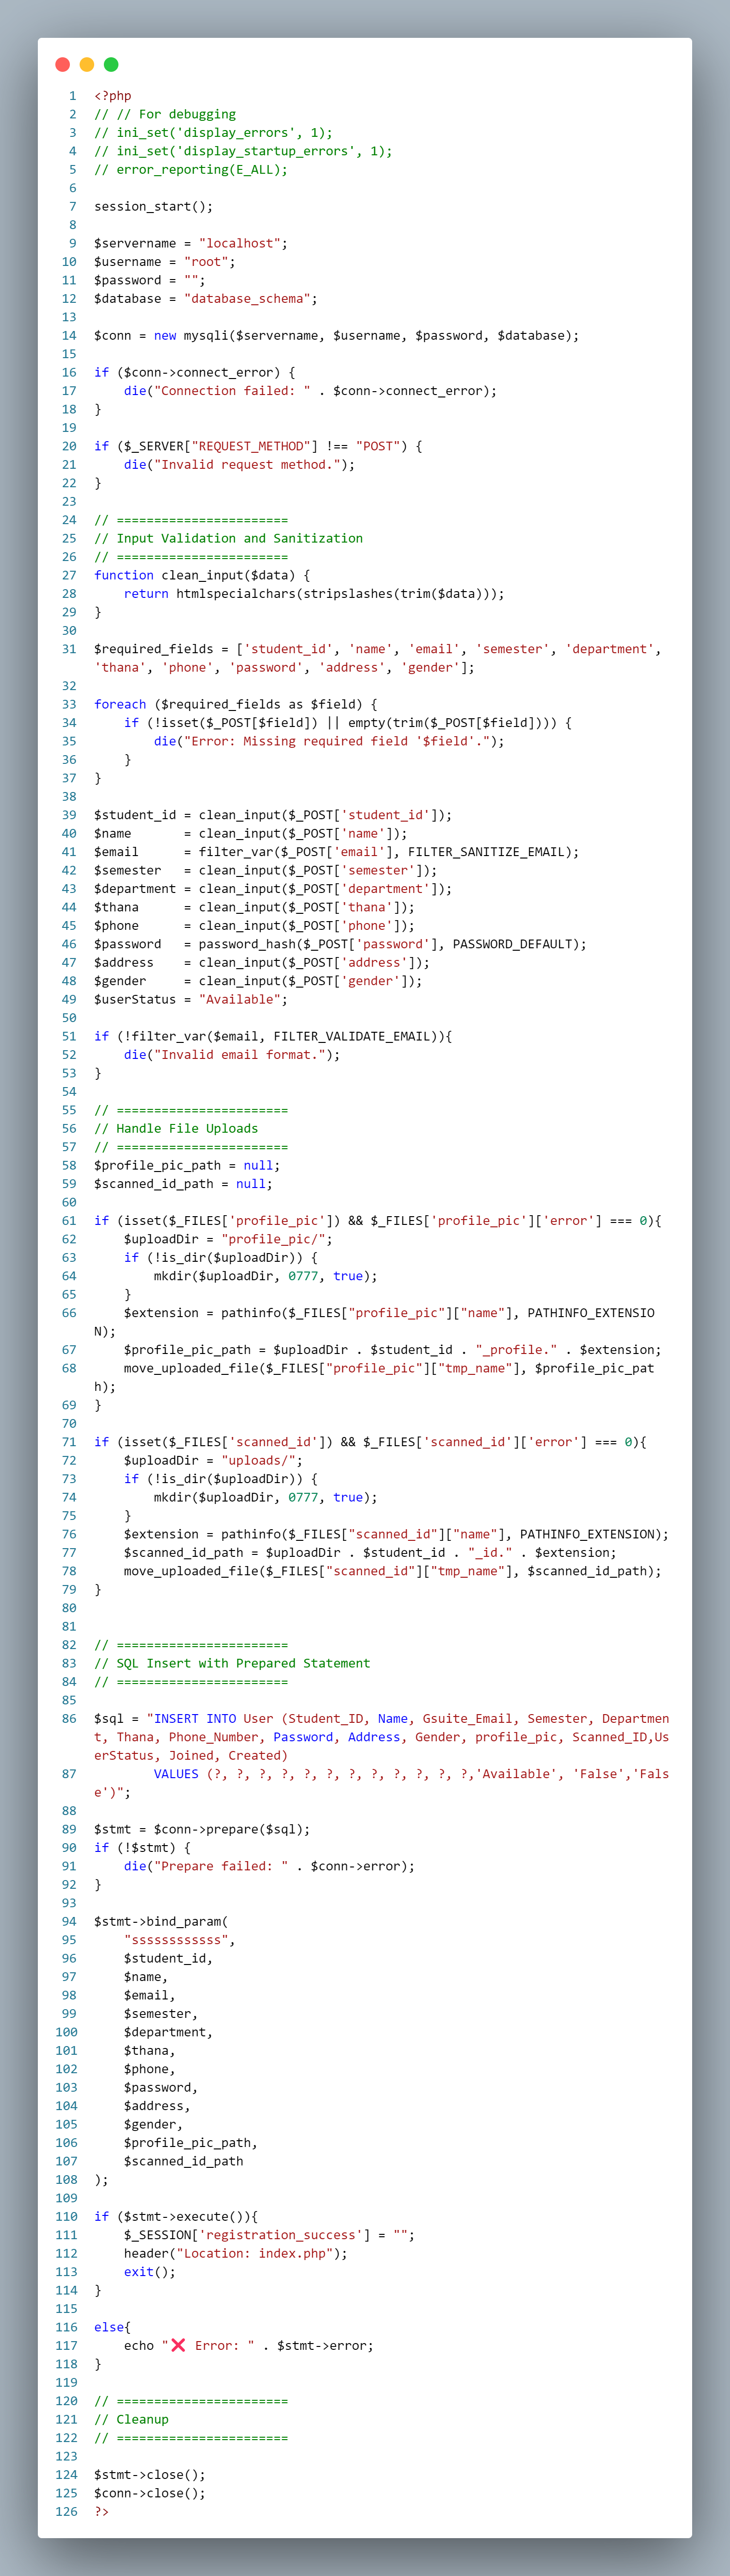 1 <?php
2 // // For debugging
3 // ini_set('display_errors', 1);
4 // ini_set('display_startup_errors', 1);
5 // error_reporting(E_ALL);
6
7 session_start();
8
9 $servername = "localhost";
10 $username = "root";
11 $password = "";
12 $database = "database_schema";
13
14 $conn = new mysqli($servername, $username, $password, $database);
15
16 if ($conn->connect_error) {
17     die("Connection failed: " . $conn->connect_error);
18 }
19
20 if ($_SERVER["REQUEST_METHOD"] !== "POST") {
21     die("Invalid request method.");
22 }
23
24 // =======================
25 // Input Validation and Sanitization
26 // =======================
27 function clean_input($data) {
28     return htmlspecialchars(stripslashes(trim($data)));
29 }
30
31 $required_fields = ['student_id', 'name', 'email', 'semester', 'department',
'thana', 'phone', 'password', 'address', 'gender'];
32
33 foreach ($required_fields as $field) {
34     if (!isset($_POST[$field]) || empty(trim($_POST[$field]))) {
35         die("Error: Missing required field '$field'.");
36     }
37 }
38
39 $student_id = clean_input($_POST['student_id']);
40 $name       = clean_input($_POST['name']);
41 $email      = filter_var($_POST['email'], FILTER_SANITIZE_EMAIL);
42 $semester   = clean_input($_POST['semester']);
43 $department = clean_input($_POST['department']);
44 $thana      = clean_input($_POST['thana']);
45 $phone      = clean_input($_POST['phone']);
46 $password   = password_hash($_POST['password'], PASSWORD_DEFAULT);
47 $address    = clean_input($_POST['address']);
48 $gender     = clean_input($_POST['gender']);
49 $userStatus = "Available";
50
51 if (!filter_var($email, FILTER_VALIDATE_EMAIL)){
52     die("Invalid email format.");
53 }
54
55 // =======================
56 // Handle File Uploads
57 // =======================
58 $profile_pic_path = null;
59 $scanned_id_path = null;
60
61 if (isset($_FILES['profile_pic']) && $_FILES['profile_pic']['error'] === 0){
62     $uploadDir = "profile_pic/";
63     if (!is_dir($uploadDir)) {
64         mkdir($uploadDir, 0777, true);
65     }
66     $extension = pathinfo($_FILES["profile_pic"]["name"], PATHINFO_EXTENSIO
N);
67     $profile_pic_path = $uploadDir . $student_id . "_profile." . $extension;
68     move_uploaded_file($_FILES["profile_pic"]["tmp_name"], $profile_pic_pat
h);
69 }
70
71 if (isset($_FILES['scanned_id']) && $_FILES['scanned_id']['error'] === 0){
72     $uploadDir = "uploads/";
73     if (!is_dir($uploadDir)) {
74         mkdir($uploadDir, 0777, true);
75     }
76     $extension = pathinfo($_FILES["scanned_id"]["name"], PATHINFO_EXTENSION);
77     $scanned_id_path = $uploadDir . $student_id . "_id." . $extension;
78     move_uploaded_file($_FILES["scanned_id"]["tmp_name"], $scanned_id_path);
79 }
80
81
82 // =======================
83 // SQL Insert with Prepared Statement
84 // =======================
85
86 $sql = "INSERT INTO User (Student_ID, Name, Gsuite_Email, Semester, Departmen
t, Thana, Phone_Number, Password, Address, Gender, profile_pic, Scanned_ID,Us
erStatus, Joined, Created)
87         VALUES (?, ?, ?, ?, ?, ?, ?, ?, ?, ?, ?, ?,'Available', 'False','Fals
e')";
88
89 $stmt = $conn->prepare($sql);
90 if (!$stmt) {
91     die("Prepare failed: " . $conn->error);
92 }
93
94 $stmt->bind_param(
95     "ssssssssssss",
96     $student_id,
97     $name,
98     $email,
99     $semester,
100     $department,
101     $thana,
102     $phone,
103     $password,
104     $address,
105     $gender,
106     $profile_pic_path,
107     $scanned_id_path
108 );
109
110 if ($stmt->execute()){
111     $_SESSION['registration_success'] = "";
112     header("Location: index.php");
113     exit();
114 }
115
116 else{
117     echo "❌ Error: " . $stmt->error;
118 }
119
120 // =======================
121 // Cleanup
122 // =======================
123
124 $stmt->close();
125 $conn->close();
126 ?>